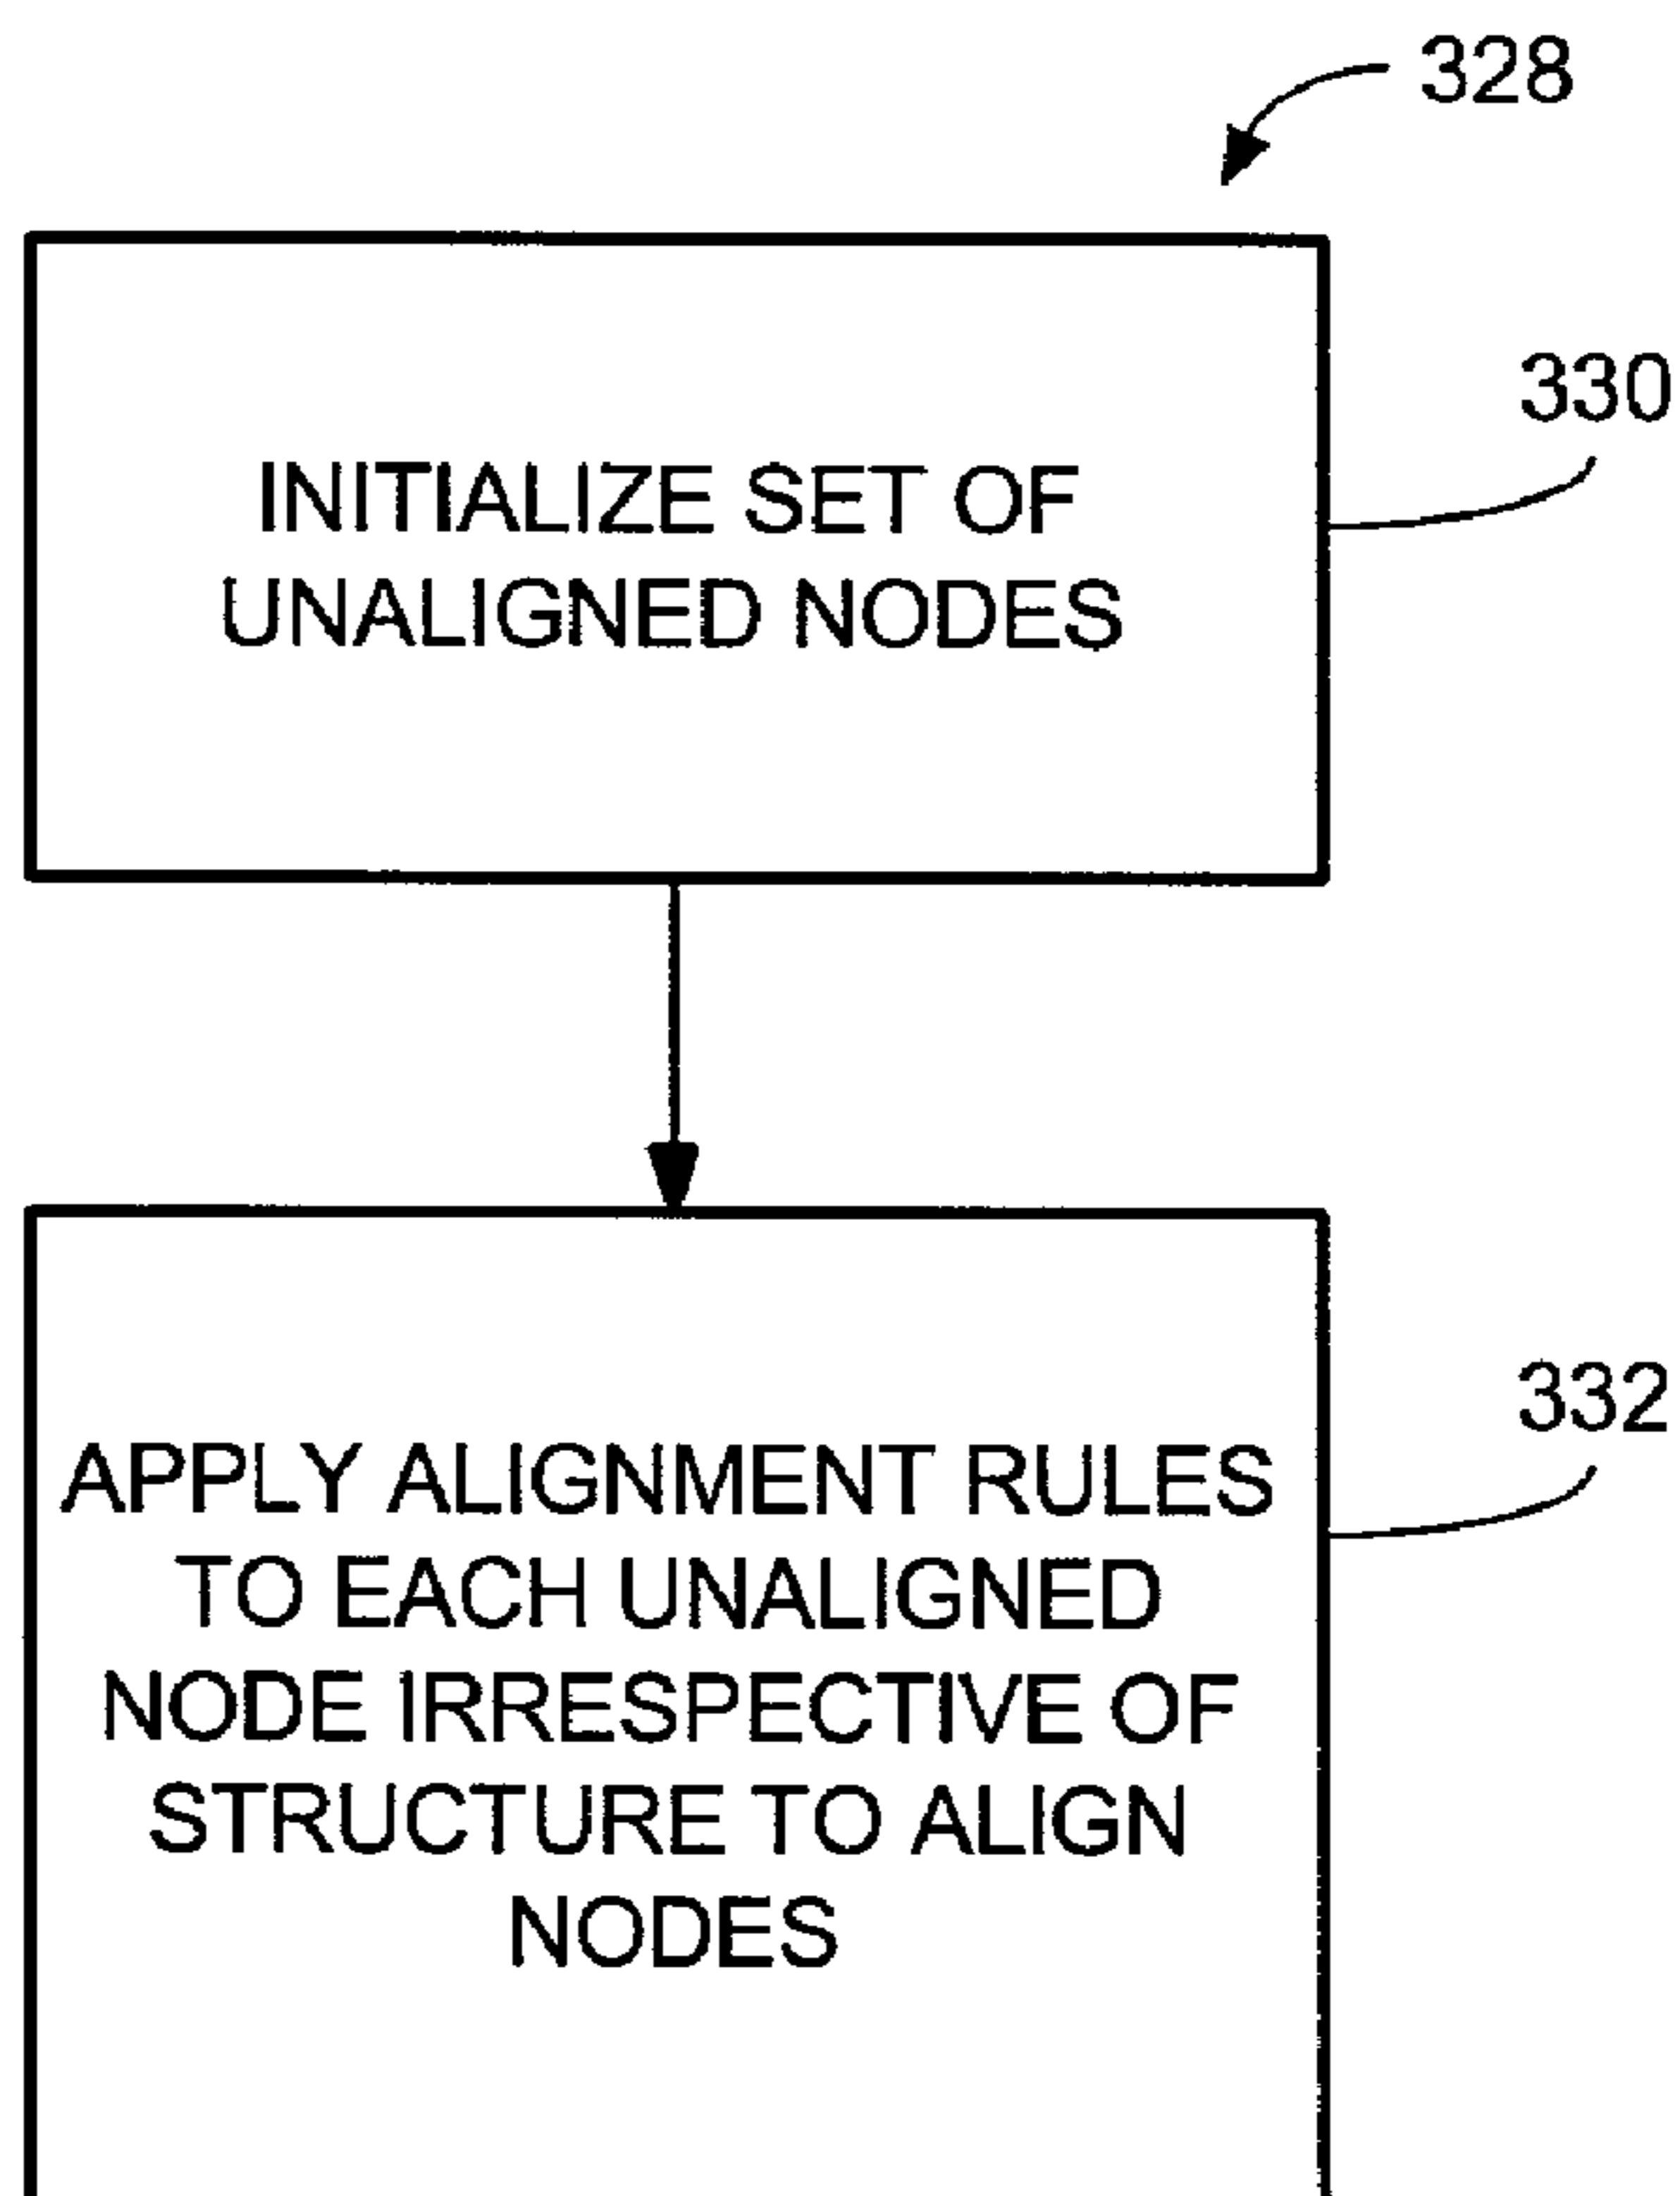 328
330
INITIALIZE SET OF
UNALIGNED NODES
332
APPLY ALIGNMENT RULES
TO EACH UNALIGNED
NODE IRRESPECTIVE OF
STRUCTURE TO ALIGN
NODES